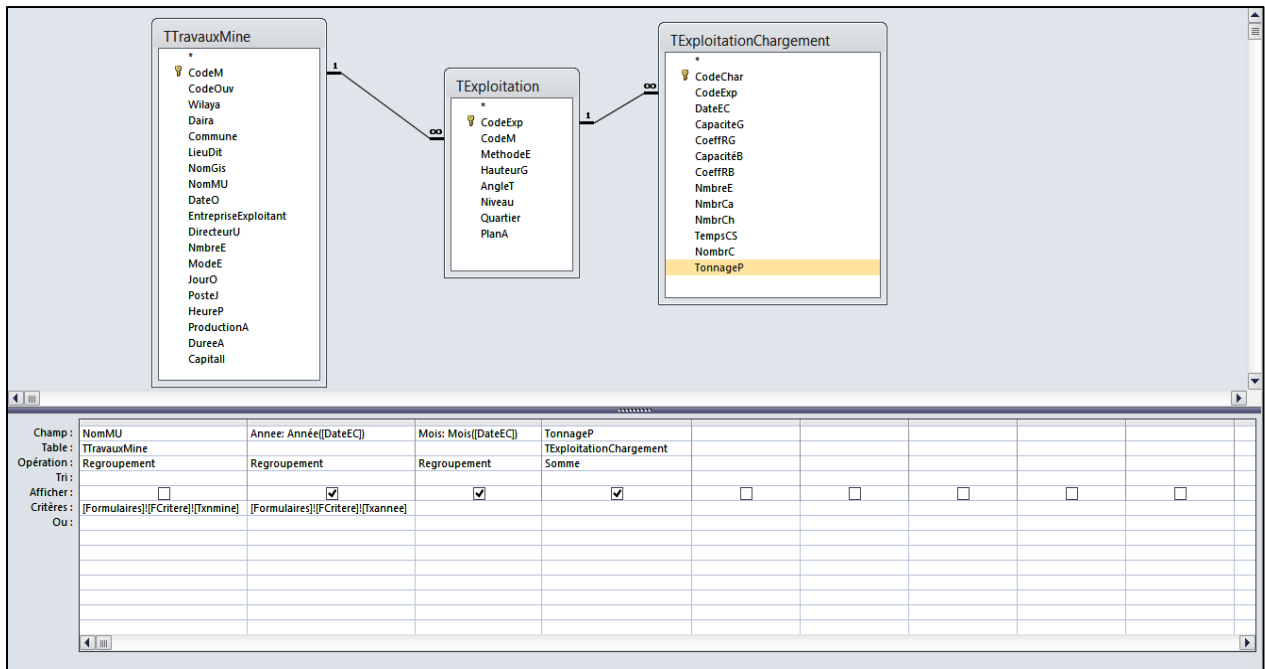 TTravauxMine
*
CodeM
CodeOuv
Wilaya
Daira
Commune
LieuDit
NomGis
NomMU
DateO
EntrepriseExploitant
DirecteurU
NmbreE
ModeE
JourO
PosteJ
HeureP
ProductionA
DureeA
CapitalI
1
∞
TExploitation
*
CodeExp
CodeM
MethodeE
HauteurG
AngleT
Niveau
Quartier
PlanA
1
∞
TExploitationChargement
*
CodeChar
CodeExp
DateEC
CapaciteG
CoeffRG
CapacitéB
CoeffRB
NmbreE
NmbrCa
NmbrCh
TempsCS
NombrC
TonnageP
Champ : NomMU Annee: Année([DateEC]) Mois: Mois([DateEC]) TonnageP
Table : TTravauxMine TExploitationChargement
Opération : Regroupement Regroupement Regroupement Somme
Tri :
Afficher :
Critères : [Formulaires]![FCritere]![Txnmine] [Formulaires]![FCritere]![Txannee]
Ou :